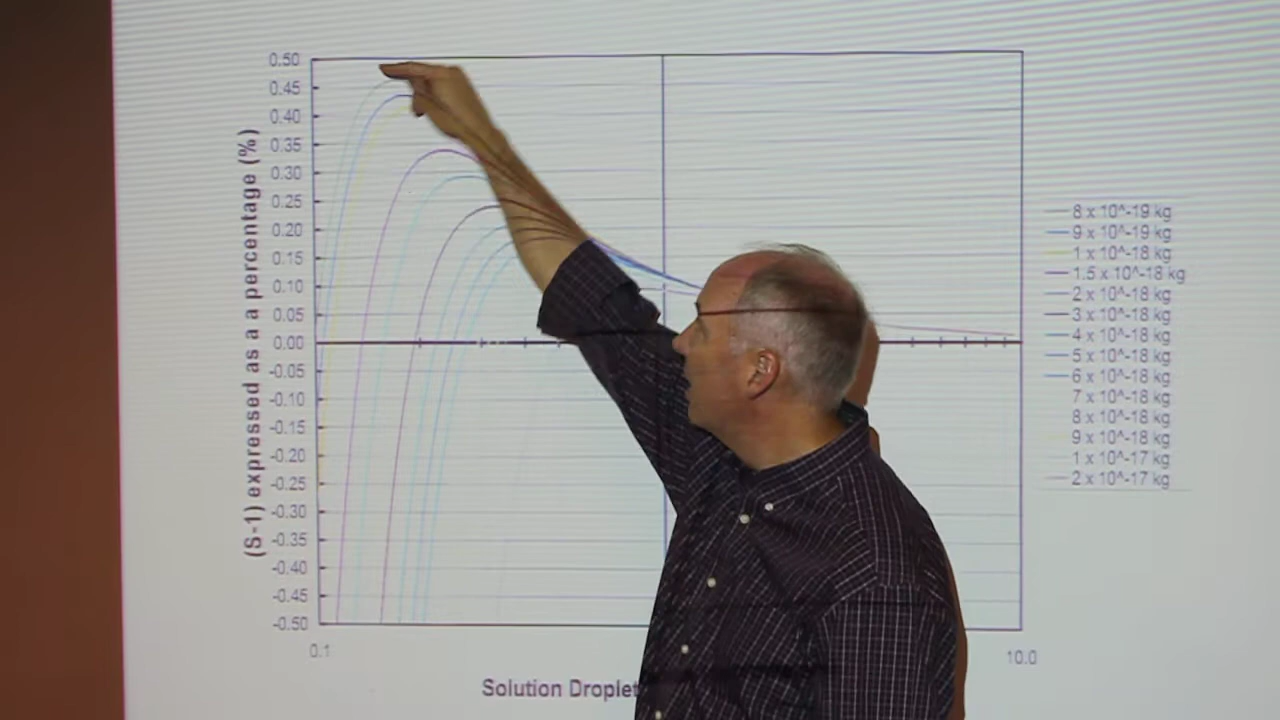 0.50
0.45
0.40
0.35
0.30
0.25
0.20
0.15
0.10
0.05
0.00
-0.05
-0.10
-0.15
-0.20
-0.25
-0.30
-0.35
-0.40
-0.45
-0.50
(S-1) expressed as a a percentage (%)
0.1
10.0
Solution Droplet
8 x 10^-19 kg
9 x 10^-19 kg
1 x 10^-18 kg
1.5 x 10^-18 kg
2 x 10^-18 kg
3 x 10^-18 kg
4 x 10^-18 kg
5 x 10^-18 kg
6 x 10^-18 kg
7 x 10^-18 kg
8 x 10^-18 kg
9 x 10^-18 kg
1 x 10^-17 kg
2 x 10^-17 kg